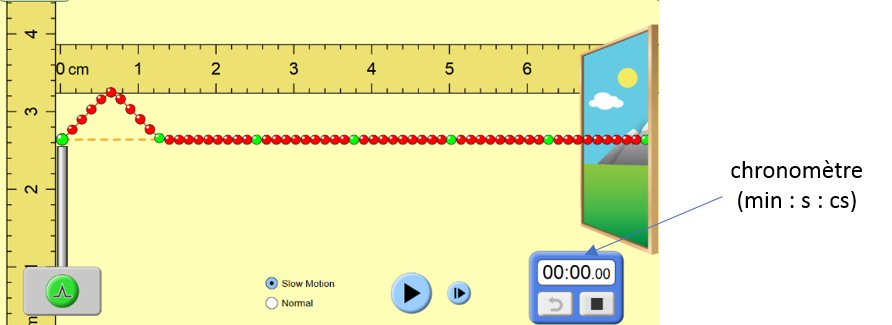 4
3
2
1
m
0 cm 1 2 3 4 5 6
Slow Motion
Normal
00:00.00
chronomètre
(min : s : cs)